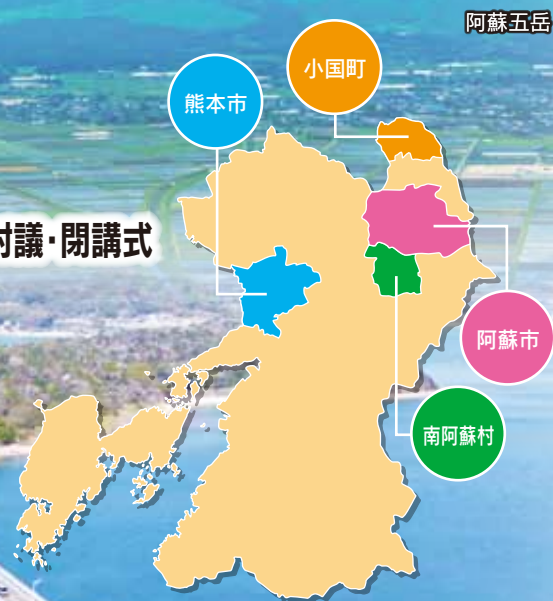 阿蘇五岳
小国町
熊本市
討議・閉講式
阿蘇市
南阿蘇村